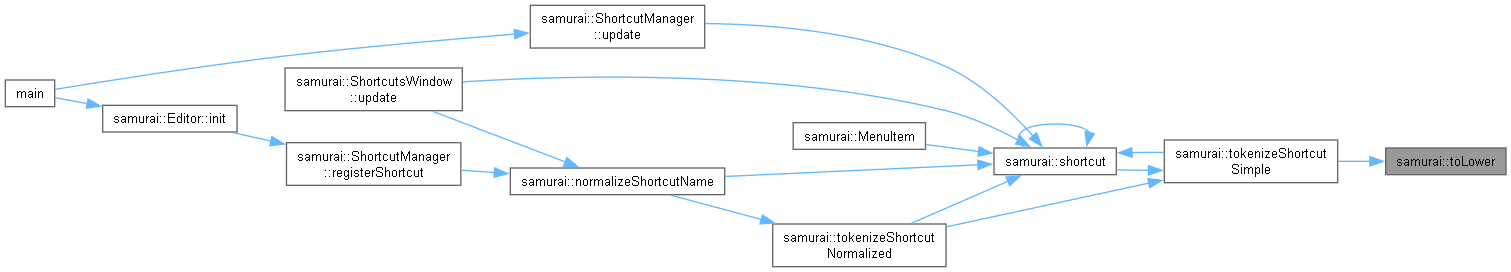 samurai::ShortcutManager
::update
main
samurai::ShortcutsWindow
::update
samurai::Editor::init
samurai::MenuItem
samurai::ShortcutManager
::registerShortcut
samurai::shortcut
samurai::tokenizeShortcut
Simple
samurai::toLower
samurai::normalizeShortcutName
samurai::tokenizeShortcut
Normalized